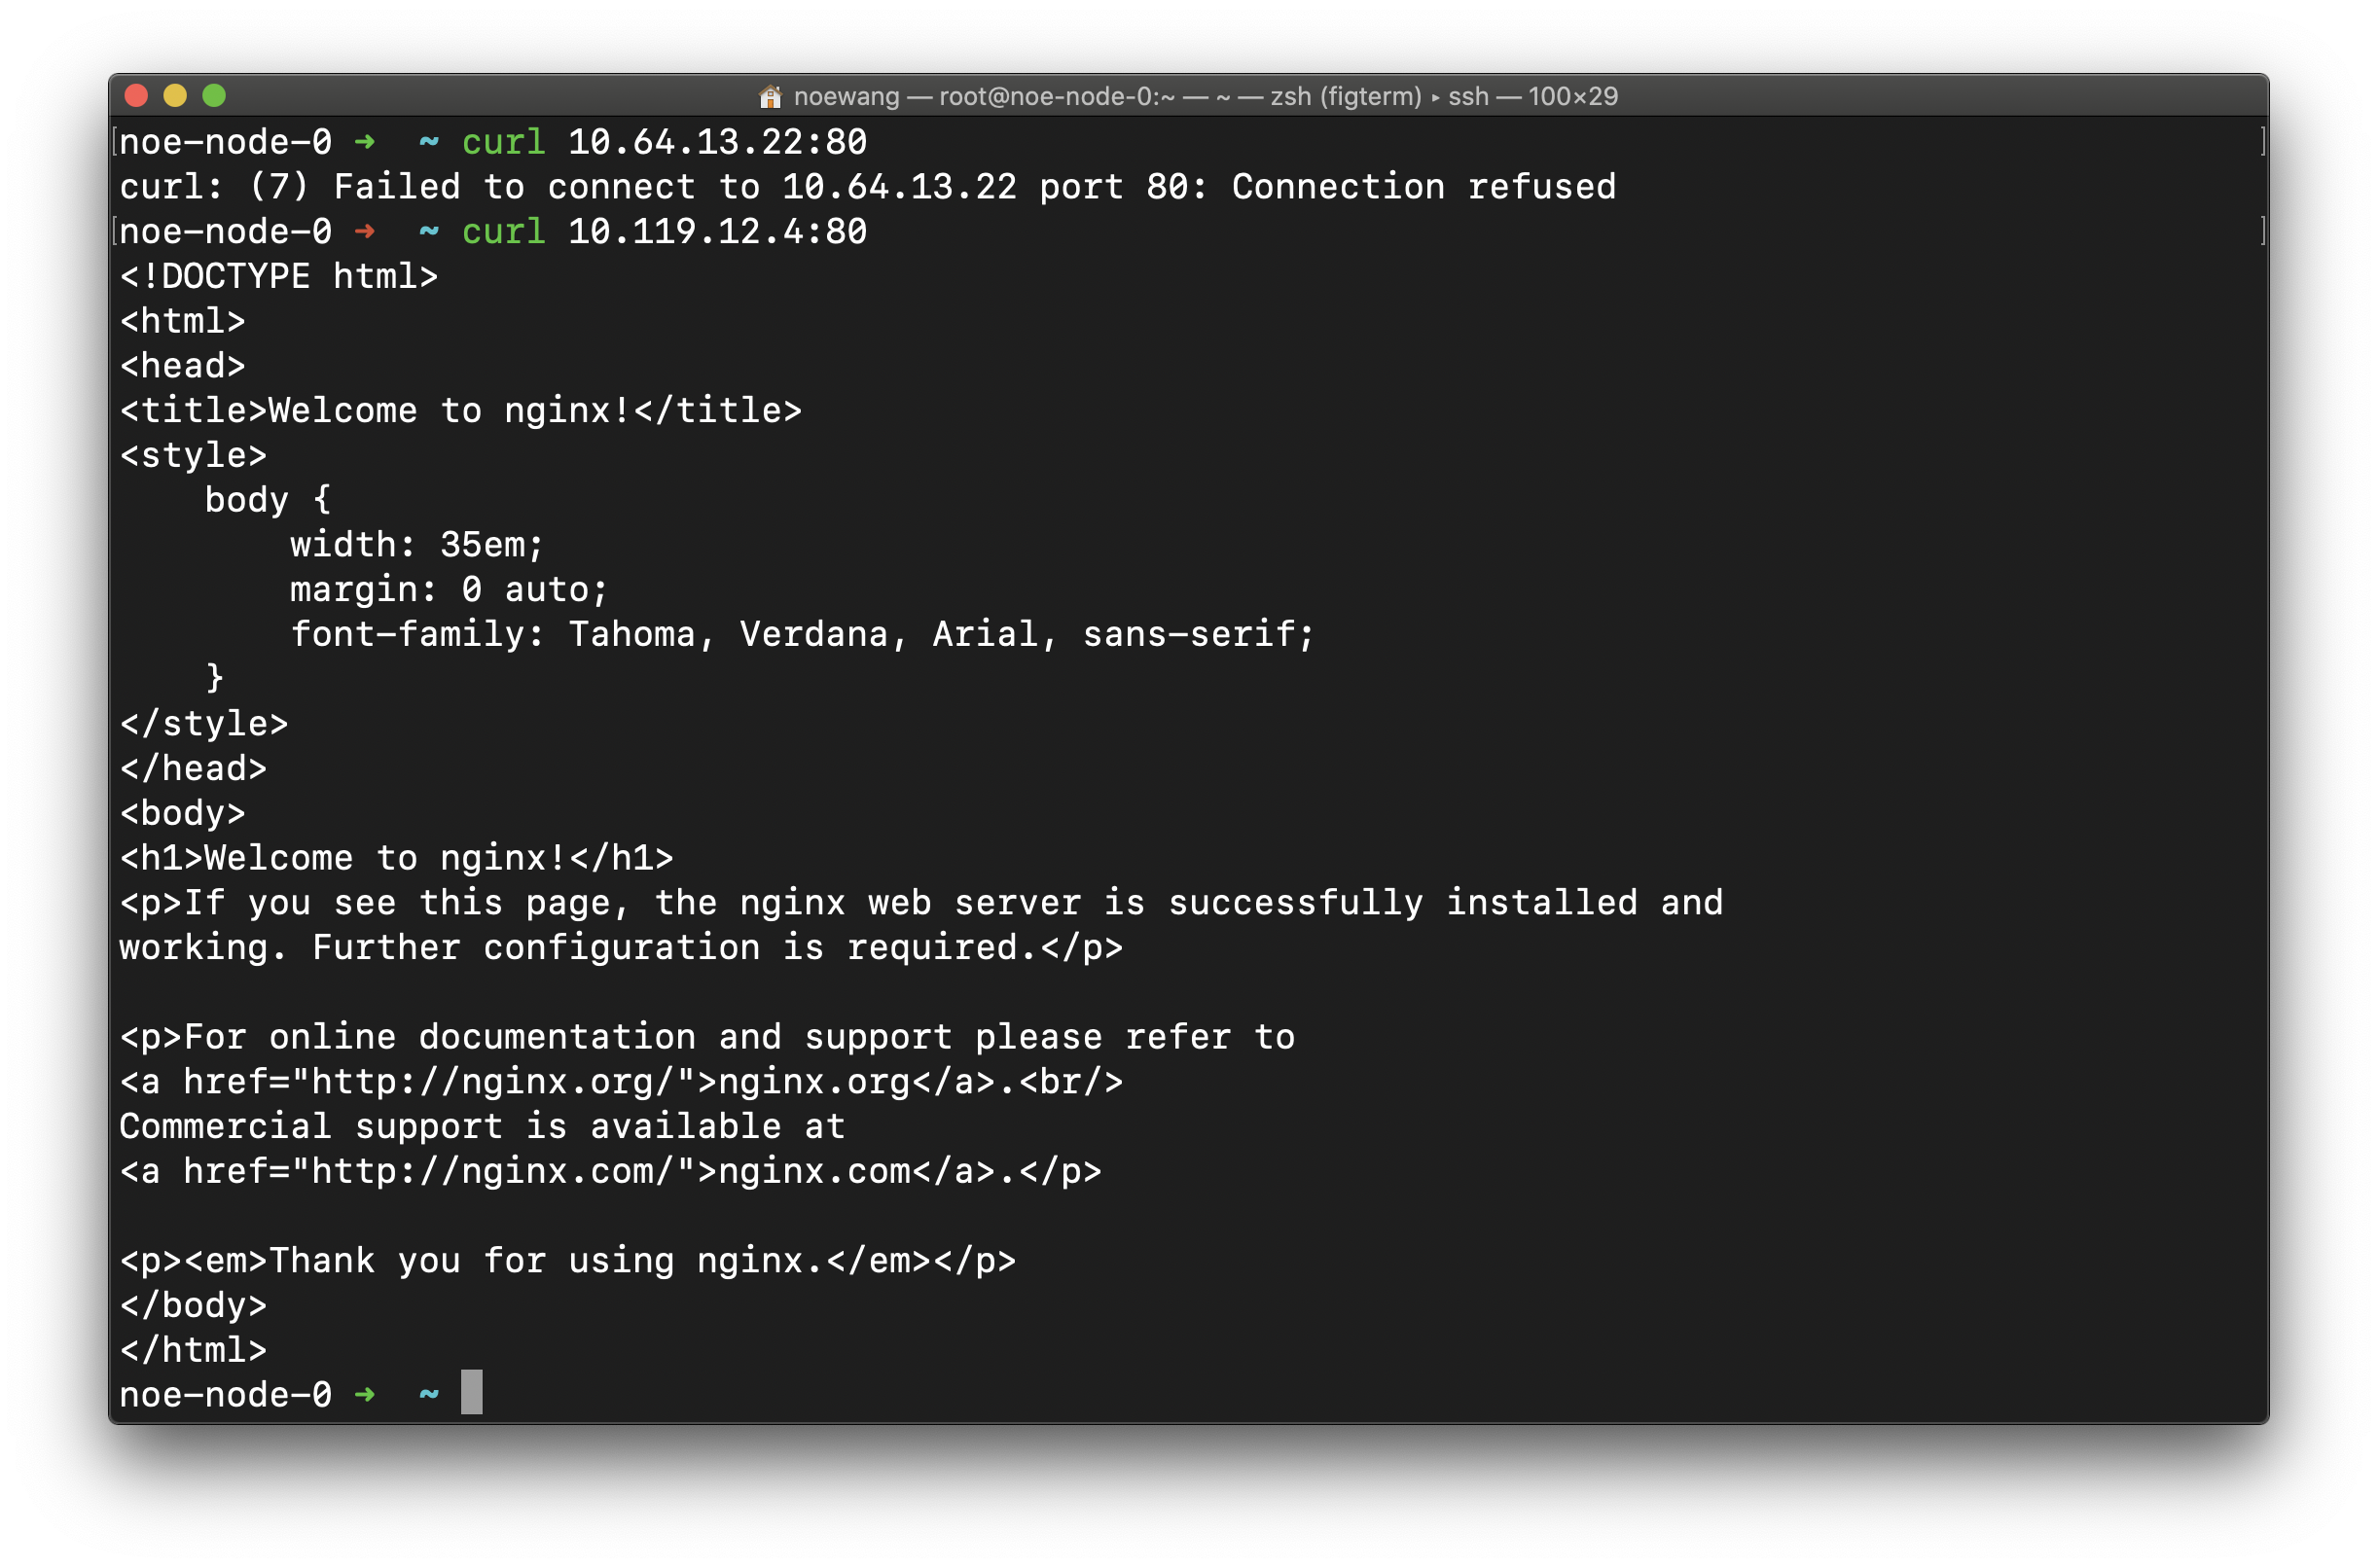 noewang — root@noe-node-0:~ — ~ — zsh (figterm) ▸ ssh — 100×29
[noe-node-0 ➜  ~ curl 10.64.13.22:80 ]
curl: (7) Failed to connect to 10.64.13.22 port 80: Connection refused
[noe-node-0 ➜  ~ curl 10.119.12.4:80 ]
<!DOCTYPE html>
<html>
<head>
<title>Welcome to nginx!</title>
<style>
    body {
        width: 35em;
        margin: 0 auto;
        font-family: Tahoma, Verdana, Arial, sans-serif;
    }
</style>
</head>
<body>
<h1>Welcome to nginx!</h1>
<p>If you see this page, the nginx web server is successfully installed and
working. Further configuration is required.</p>

<p>For online documentation and support please refer to
<a href="http://nginx.org/">nginx.org</a>.<br/>
Commercial support is available at
<a href="http://nginx.com/">nginx.com</a>.</p>

<p><em>Thank you for using nginx.</em></p>
</body>
</html>
noe-node-0 ➜  ~